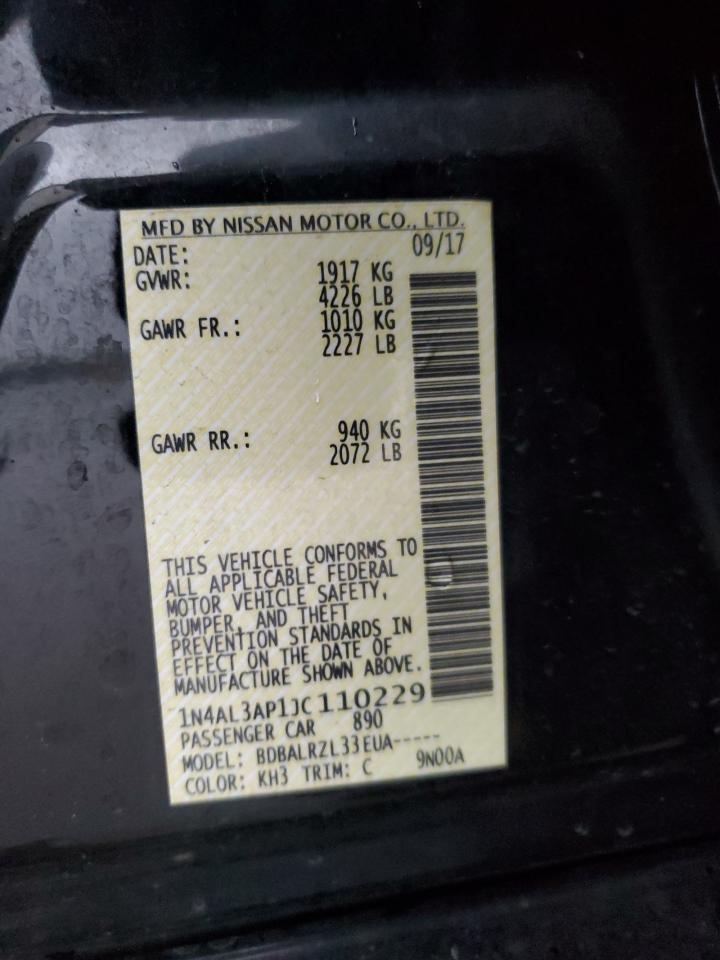 MFD BY NISSAN MOTOR CO., LTD.
DATE: 09/17
GVWR: 1917 KG
4226 LB
GAWR FR.: 1010 KG
2227 LB
GAWR RR.: 940 KG
2072 LB
THIS VEHICLE CONFORMS TO
ALL APPLICABLE FEDERAL
MOTOR VEHICLE SAFETY,
BUMPER, AND THEFT
PREVENTION STANDARDS IN
EFFECT ON THE DATE OF
MANUFACTURE SHOWN ABOVE.
1N4AL3AP1JC110229
PASSENGER CAR 890
MODEL: BDBALRZL33EUA-----
COLOR: KH3 TRIM: C 9N00A